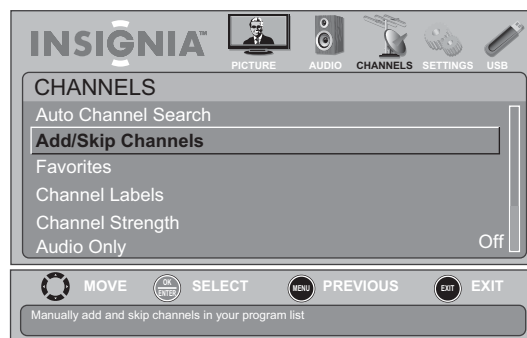 INSIGNIA™
PICTURE AUDIO CHANNELS SETTINGS USB
CHANNELS
Auto Channel Search
Add/Skip Channels
Favorites
Channel Labels
Channel Strength
Audio Only Off
MOVE OK ENTER SELECT MENU PREVIOUS EXIT EXIT
Manually add and skip channels in your program list